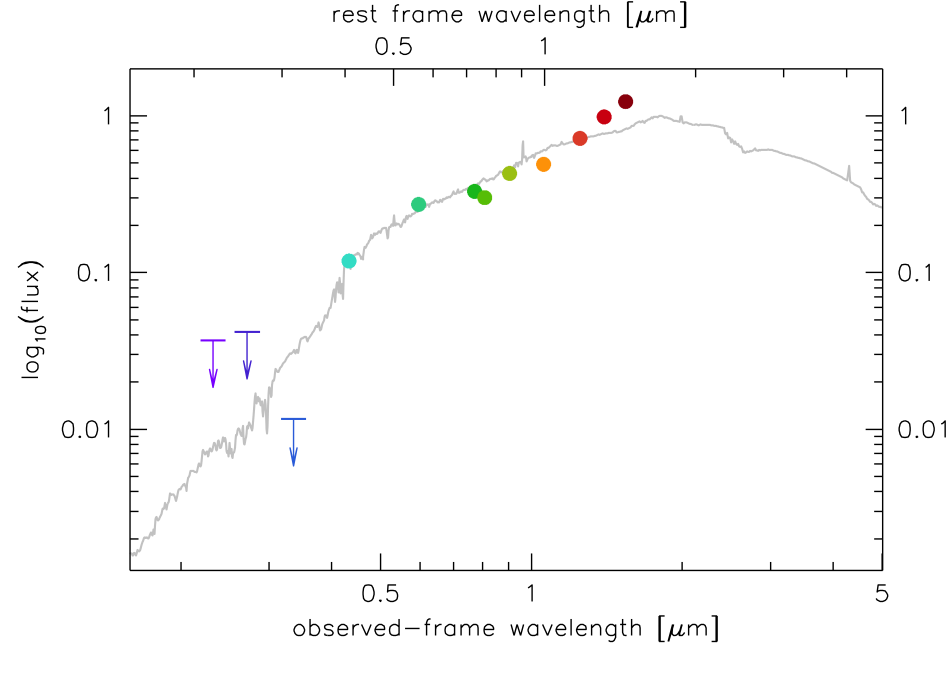 rest frame wavelength [μm]
0.5 1
1 1
0.1 0.1
0.01 0.01
log10(flux)
0.5 1 5
observed-frame wavelength [μm]